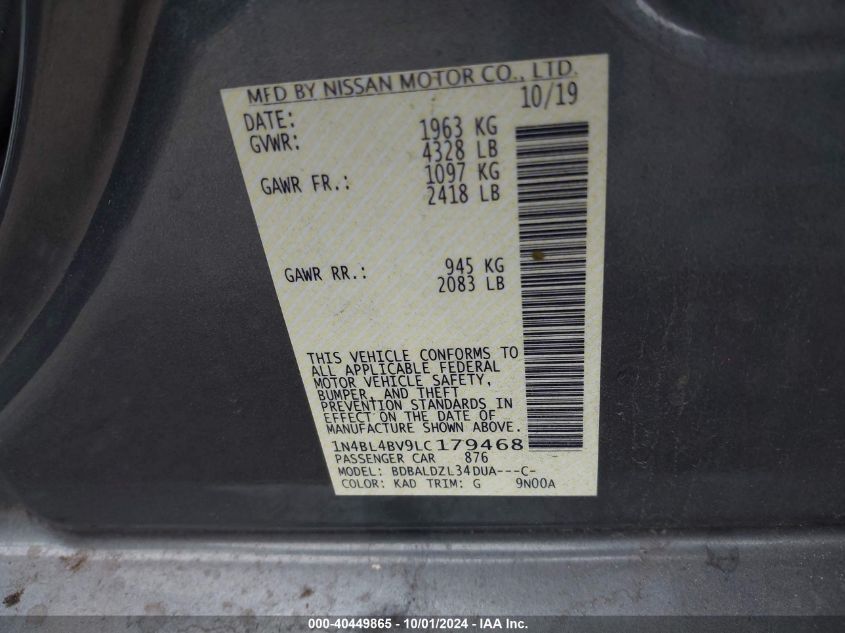 MFD BY NISSAN MOTOR CO., LTD.
DATE: 10/19
GVWR: 1963 KG
4328 LB
GAWR FR.: 1097 KG
2418 LB
GAWR RR.: 945 KG
2083 LB
THIS VEHICLE CONFORMS TO
ALL APPLICABLE FEDERAL
MOTOR VEHICLE SAFETY,
BUMPER, AND THEFT
PREVENTION STANDARDS IN
EFFECT ON THE DATE OF
MANUFACTURE SHOWN ABOVE.
1N4BL4BV9LC179468
PASSENGER CAR 876
MODEL: BDBALDZL34DUA---C-
COLOR: KAD TRIM: G 9N00A
000-40449865 - 10/01/2024 - IAA Inc.